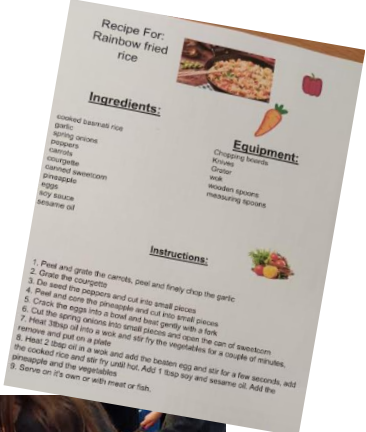 Recipe For:
Rainbow fried
rice
Ingredients:
cooked basmati rice
garlic
spring onions
peppers
carrots
courgette
canned sweetcorn
pineapple
eggs
soy sauce
sesame oil
Equipment:
Chopping boards
Knives
Grater
wok
wooden spoons
measuring spoons
Instructions:
1. Peel and grate the carrots, peel and finely chop the garlic
2. Grate the courgette
3. De seed the peppers and cut into small pieces
4. Peel and core the pineapple and cut into small pieces
5. Crack the eggs into a bowl and beat gently with a fork
6. Cut the spring onions into small pieces and open the can of sweetcorn
7. Heat 3tbsp oil into a wok and stir fry the vegetables for a couple of minutes,
remove and put on a plate
8. Heat 2 tbsp oil in a wok and add the beaten egg and stir for a few seconds, add
the cooked rice and stir fry until hot. Add 1 tbsp soy and sesame oil. Add the
pineapple and the vegetables
9. Serve on it's own or with meat or fish.